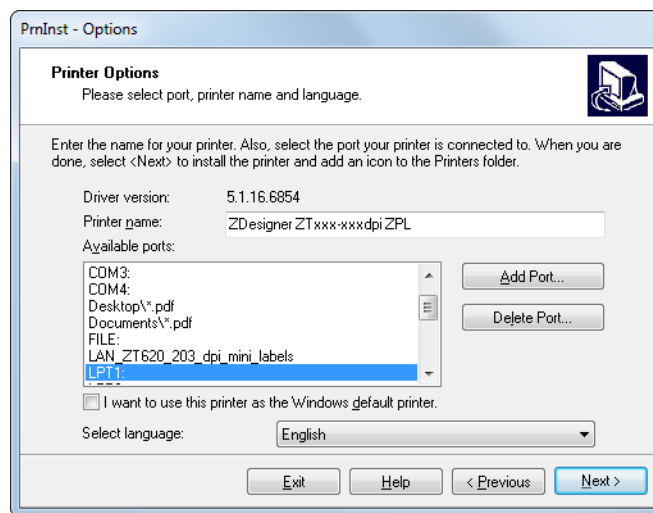 PrnInst - Options
Printer Options
Please select port, printer name and language.
Enter the name for your printer. Also, select the port your printer is connected to. When you are
done, select <Next> to install the printer and add an icon to the Printers folder.
Driver version: 5.1.16.6854
Printer name: ZDesigner ZTxxx-xxxdpi ZPL
Available ports:
COM3:
COM4:
Desktop\*.pdf
Documents\*.pdf
FILE:
LAN_ZT620_203_dpi_mini_labels
LPT1:
Add Port...
Delete Port...
I want to use this printer as the Windows default printer.
Select language: English
Exit Help < Previous Next >